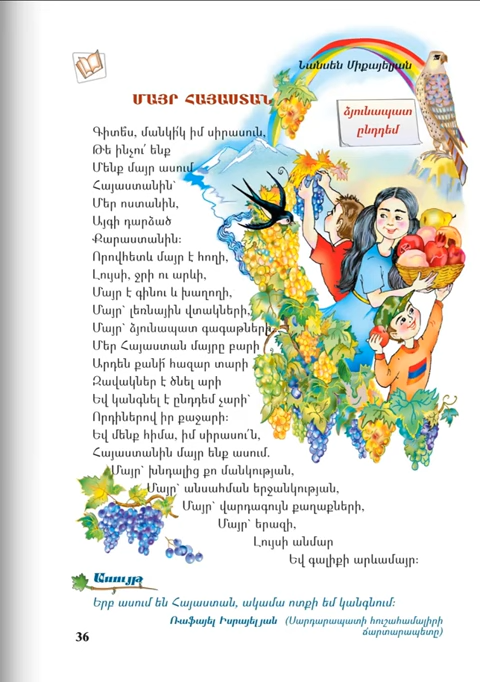 Նանսեն Միքայելյան
ՄԱՅՐ ՀԱՅԱՍՏԱՆ
ձյունապատ
ընդդեմ
Գիտե՞ս, մանկի՛կ իմ սիրասուն,
Թե ինչու՛ ենք
Մենք մայր ասում
Հայաստանին՝
Մեր ոստանին,
Այգի դարձած
Քարաստանին:
Որովհետև մայր է հողի,
Լույսի, ջրի ու արևի,
Մայր է գինու և խաղողի,
Մայր՝ լեռնային վտակների,
Մայր՝ ձյունապատ գագաթների:
Մեր Հայաստան մայրը բարի
Արդեն քանի՜ հազար տարի
Զավակներ է ծնել արի
Եվ կանգնել է ընդդեմ չարի՝
Որդիներով իր քաջարի:
Եվ մենք հիմա, իմ սիրասու՛ն,
Հայաստանին մայր ենք ասում.
Մայր՝ խնդալից քո մանկության,
Մայր՝ անսահման երջանկության,
Մայր՝ վարդագույն քաղաքների,
Մայր՝ երազի,
Լույսի անմար
Եվ գալիքի արևամայր:
Ասույթ
Երբ ասում են Հայաստան, ակամա ոտքի եմ կանգնում:
Ռաֆայել Իսրայելյան (Սարդարապատի հուշահամալիրի
ճարտարապետը)
36